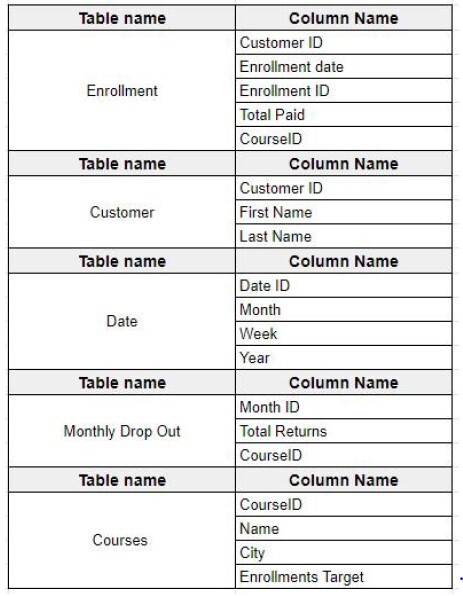 Table name Column Name
Enrollment
Customer ID
Enrollment date
Enrollment ID
Total Paid
CourseID
Table name Column Name
Customer
Customer ID
First Name
Last Name
Table name Column Name
Date
Date ID
Month
Week
Year
Table name Column Name
Monthly Drop Out
Month ID
Total Returns
CourseID
Table name Column Name
Courses
CourseID
Name
City
Enrollments Target